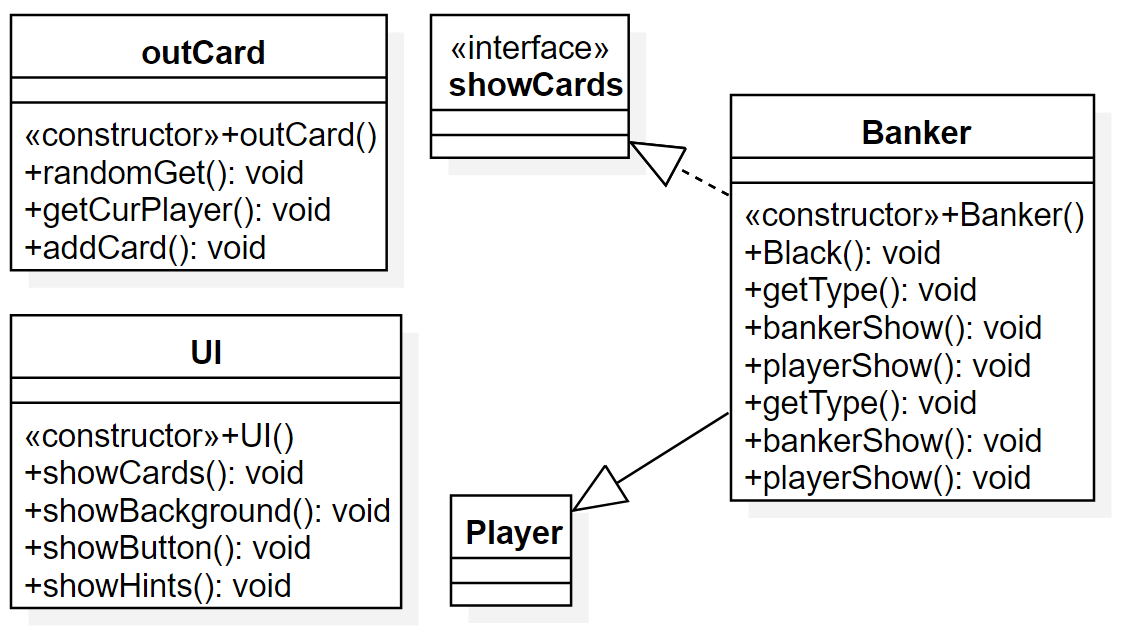 outCard
«constructor»+outCard()
+randomGet(): void
+getCurPlayer(): void
+addCard(): void
«interface»
showCards
Banker
«constructor»+Banker()
+Black(): void
+getType(): void
+bankerShow(): void
+playerShow(): void
+getType(): void
+bankerShow(): void
+playerShow(): void
UI
«constructor»+UI()
+showCards(): void
+showBackground(): void
+showButton(): void
+showHints(): void
Player